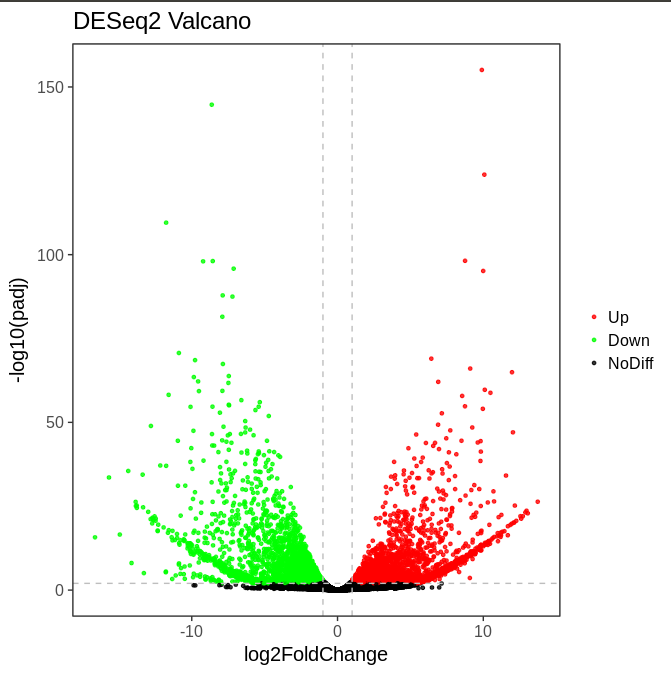 DESeq2 Valcano
150
100
50
0
-log10(padj)
-10
0
10
log2FoldChange
Up
Down
NoDiff